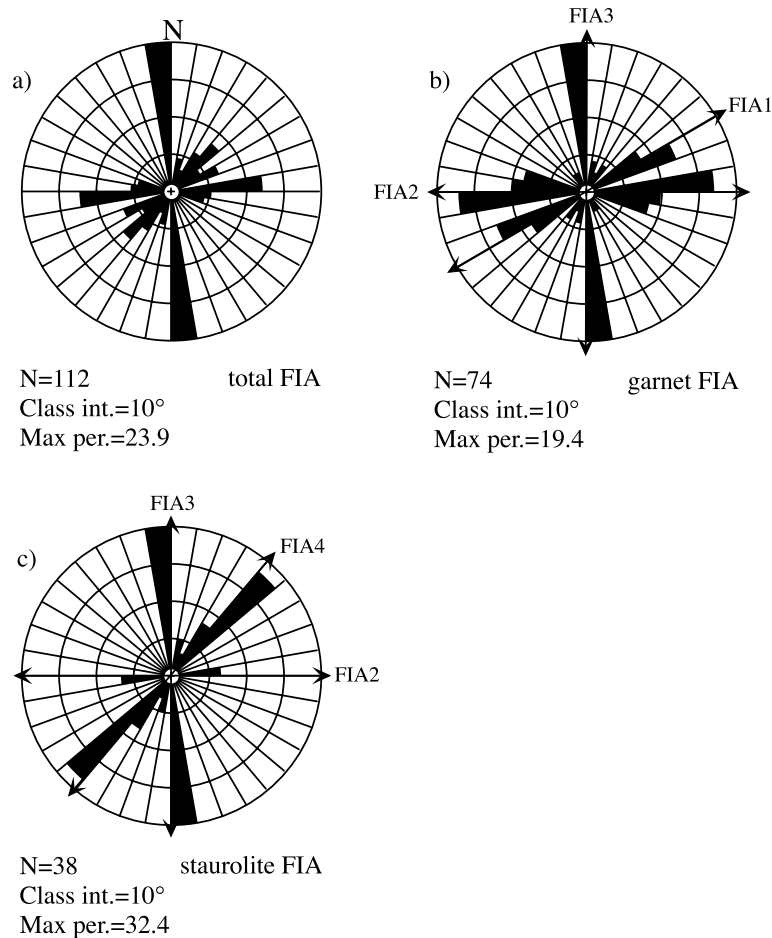 a)
N
N=112
total FIA
Class int.=10°
Max per.=23.9
b)
FIA3
FIA1
FIA2
N=74
garnet FIA
Class int.=10°
Max per.=19.4
c)
FIA3
FIA4
FIA2
N=38
staurolite FIA
Class int.=10°
Max per.=32.4